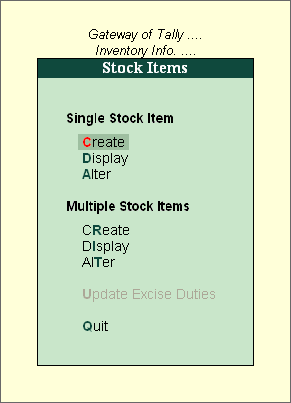 Gateway of Tally ....
Inventory Info. ....
Stock Items
Single Stock Item
Create
Display
Alter
Multiple Stock Items
CReate
DIsplay
AlTer
Update Excise Duties
Quit